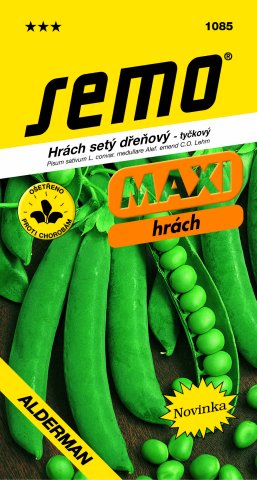 ★★★ 1085
semo®
Hrách setý dřeňový - tyčkový
Pisum sativum L. convar. medullare Alef. emend C.O. Lehm
OŠETŘENO
PROTI CHOROBÁM
MAXI
hrách
Novinka
ALDERMAN